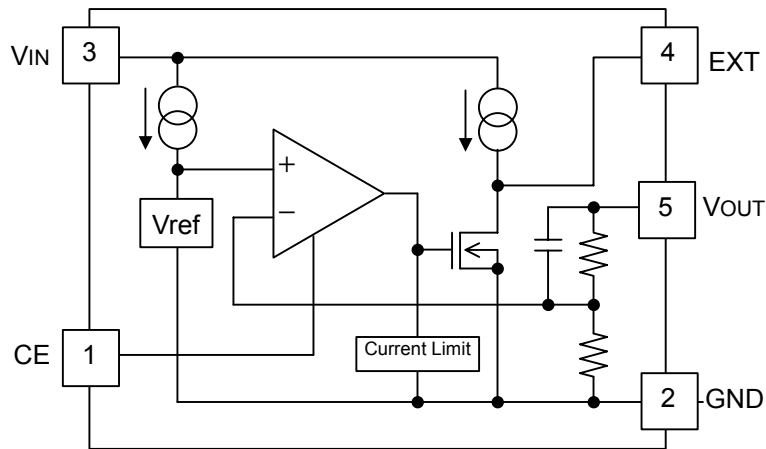 VIN 3
4 EXT
+
−
Vref
5 VOUT
CE 1
Current Limit
2 GND